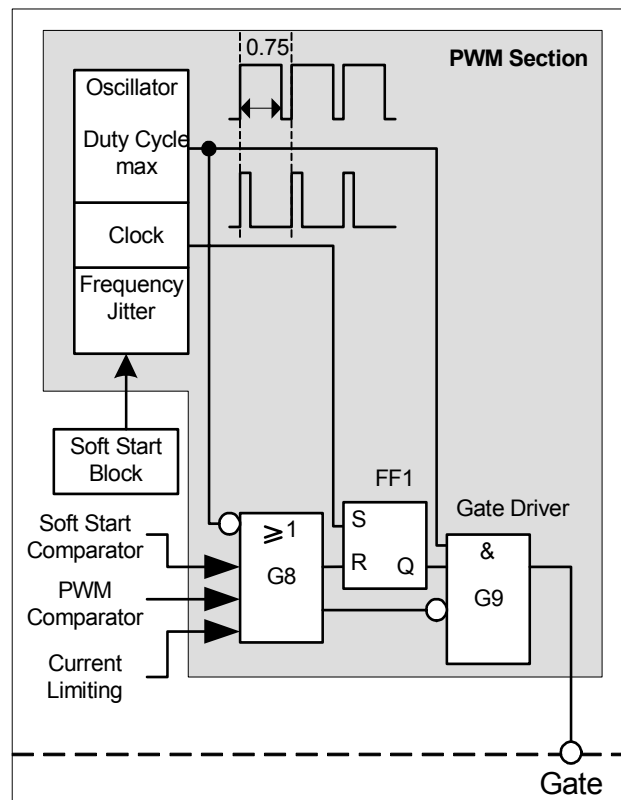 0.75
PWM Section
Oscillator
Duty Cycle
max
Clock
Frequency
Jitter
Soft Start
Block
FF1
Gate Driver
Soft Start
Comparator
PWM
Comparator
Current
Limiting
≥1
G8
S
R
Q
&
G9
Gate